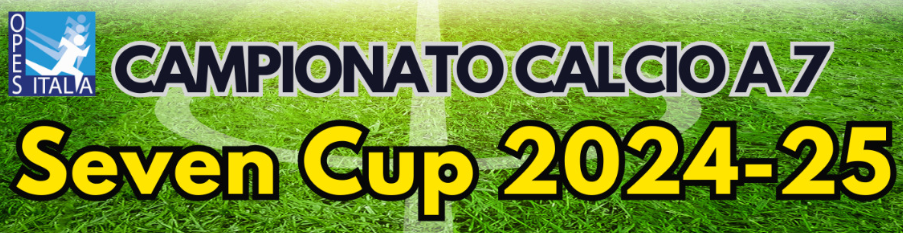 OPES ITALIA
CAMPIONATO CALCIO A 7
Seven Cup 2024-25